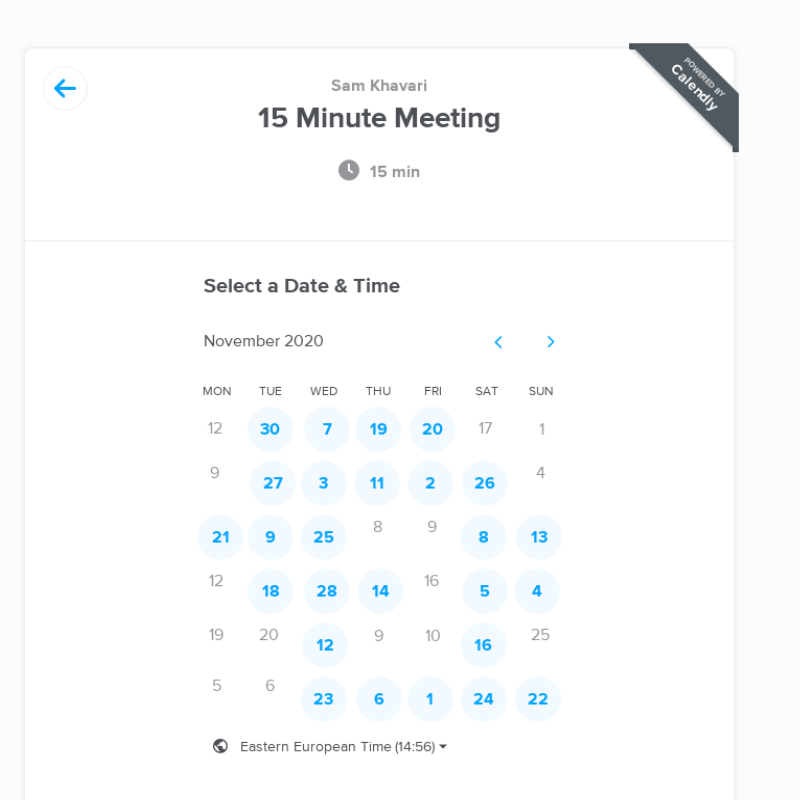 POWERED BY
Calendly
Sam Khavari
15 Minute Meeting
15 min
Select a Date & Time
November 2020
MON TUE WED THU FRI SAT SUN
12 30 7 19 20 17 1
9 27 3 11 2 26 4
21 9 25 8 9 8 13
12 18 28 14 16 5 4
19 20 12 9 10 16 25
5 6 23 6 1 24 22
Eastern European Time (14:56)